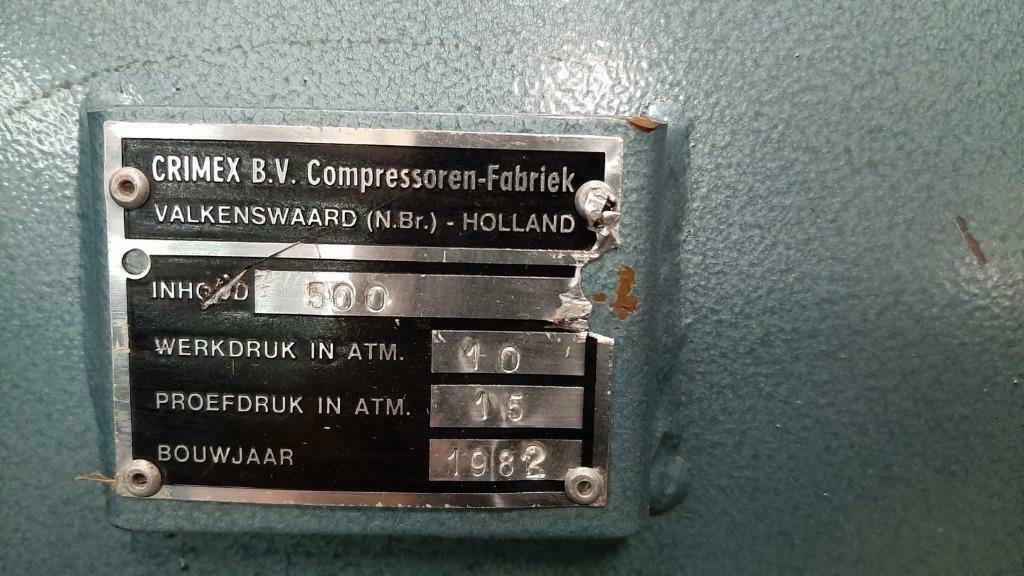 CRIMEX B.V. Compressoren-Fabriek
VALKENSWAARD (N.Br.) - HOLLAND
INHOUD 500
WERKDRUK IN ATM. 10
PROEFDRUK IN ATM. 15
BOUWJAAR 1982